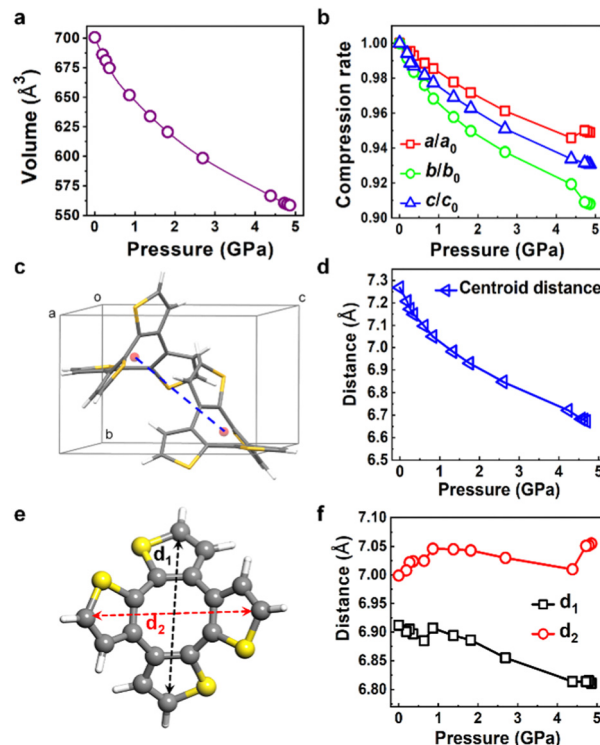 a
Volume (Å³)
700
675
650
625
600
575
550
0 1 2 3 4 5
Pressure (GPa)
b
Compression rate
1.00
0.98
0.96
0.94
0.92
0.90
a/a₀
b/b₀
c/c₀
0 1 2 3 4 5
Pressure (GPa)
c
a
o
c
b
d
Distance (Å)
7.3
7.2
7.1
7.0
6.9
6.8
6.7
6.6
6.5
Centroid distance
0 1 2 3 4 5
Pressure (GPa)
e
d₁
d₂
f
Distance (Å)
7.10
7.05
7.00
6.95
6.90
6.85
6.80
d₁
d₂
0 1 2 3 4 5
Pressure (GPa)